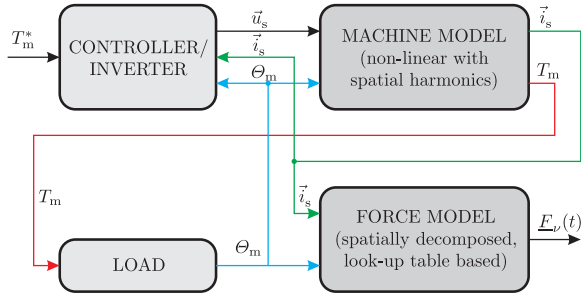 T*m
CONTROLLER/
INVERTER
u⃗s
i⃗s
Θm
MACHINE MODEL
(non-linear with
spatial harmonics)
i⃗s
Tm
Tm
LOAD
Θm
i⃗s
FORCE MODEL
(spatially decomposed,
look-up table based)
F̲ν(t)